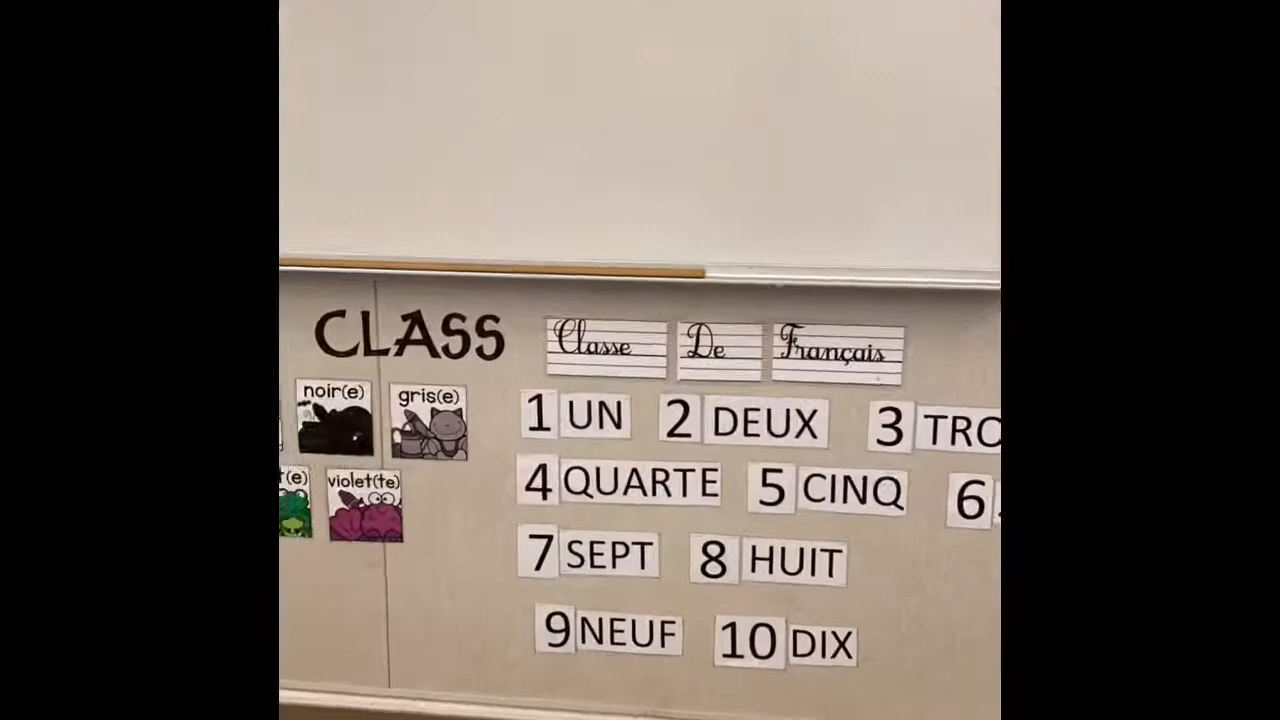 CLASS
Classe De Français
noir(e) gris(e)
violet(te)
1 UN 2 DEUX 3
4 QUARTE 5 CINQ 6
7 SEPT 8 HUIT
9 NEUF 10 DIX